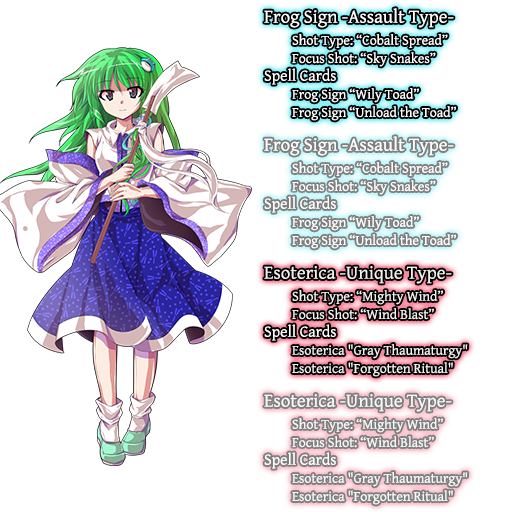 Frog Sign -Assault Type-
Shot Type: “Cobalt Spread”
Focus Shot: “Sky Snakes”
Spell Cards
Frog Sign “Wily Toad”
Frog Sign “Unload the Toad”
Frog Sign -Assault Type-
Shot Type: “Cobalt Spread”
Focus Shot: “Sky Snakes”
Spell Cards
Frog Sign “Wily Toad”
Frog Sign “Unload the Toad”
Esoterica -Unique Type-
Shot Type: “Mighty Wind”
Focus Shot: “Wind Blast”
Spell Cards
Esoterica "Gray Thaumaturgy"
Esoterica "Forgotten Ritual"
Esoterica -Unique Type-
Shot Type: “Mighty Wind”
Focus Shot: “Wind Blast”
Spell Cards
Esoterica "Gray Thaumaturgy"
Esoterica "Forgotten Ritual"